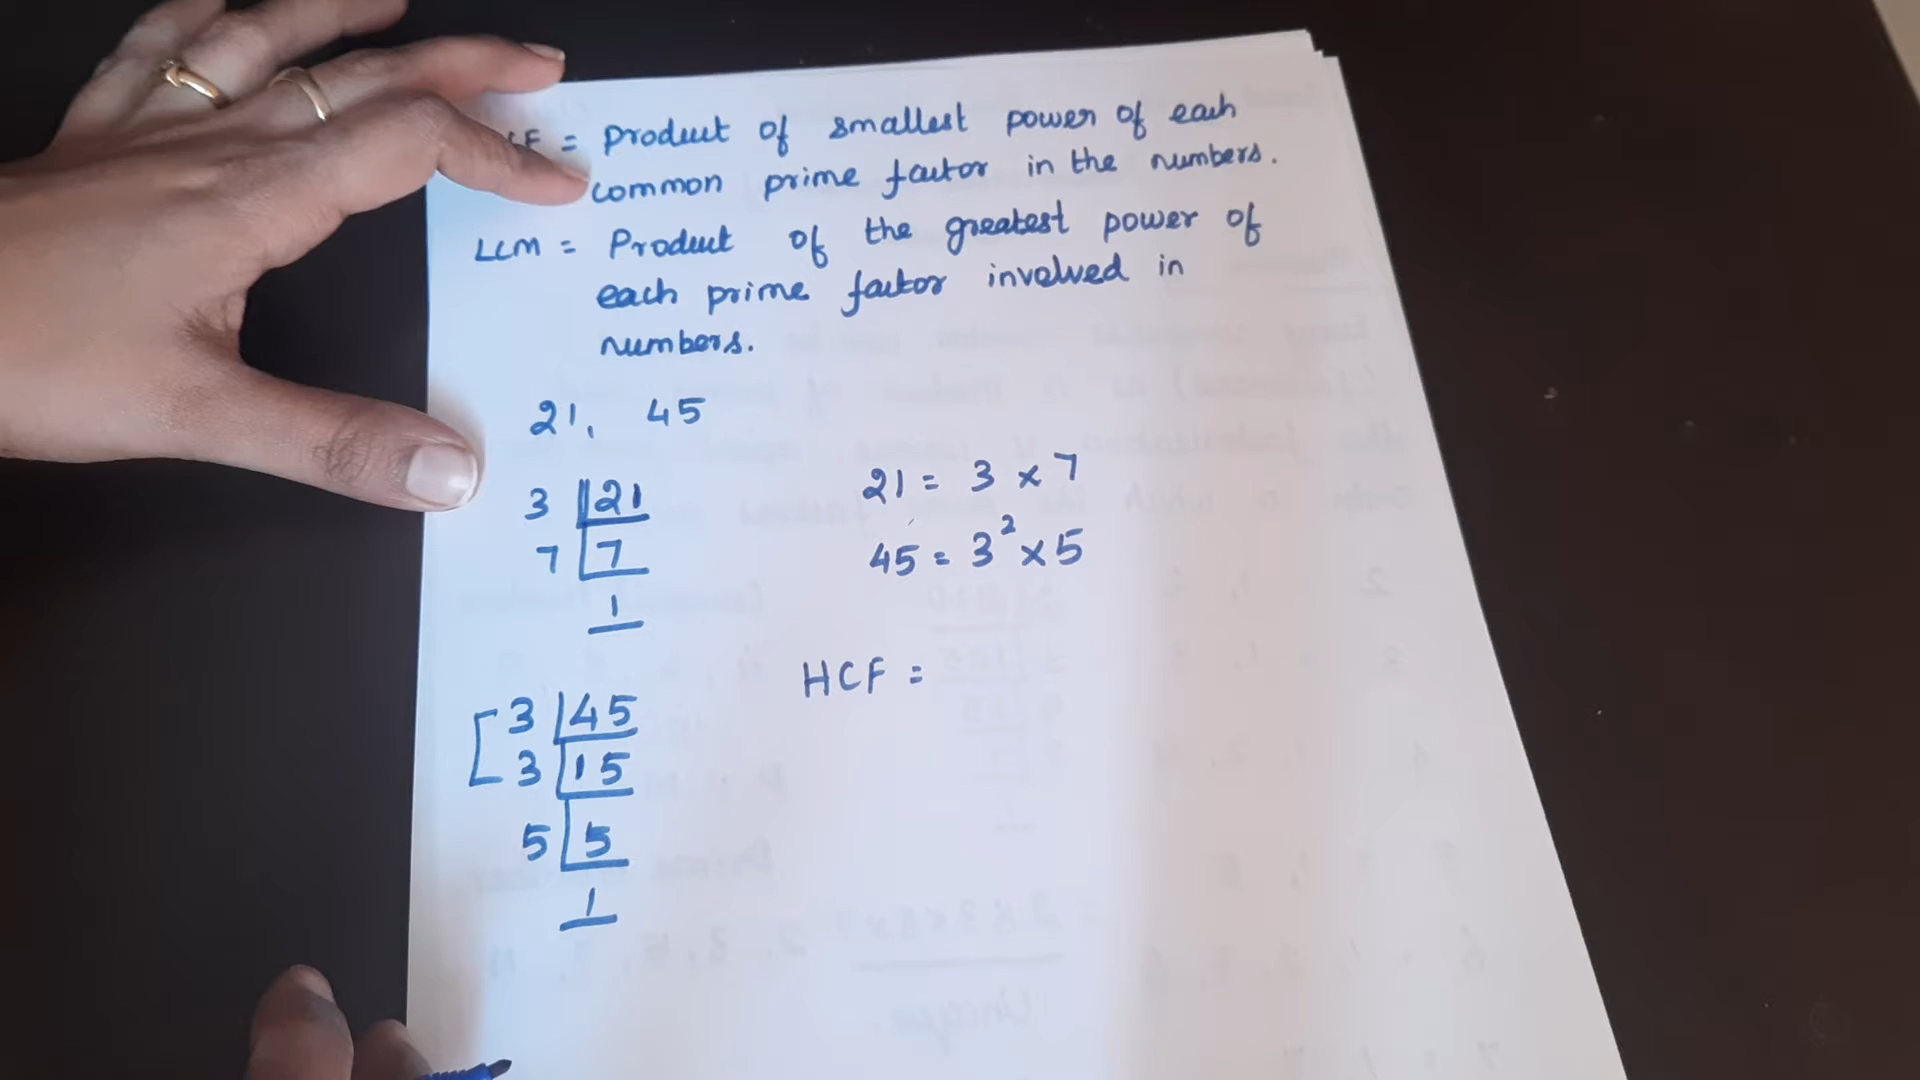 = Product of smallest power of each
common prime factor in the numbers.
LCM = Product of the greatest power of
each prime factor involved in
numbers.
21, 45
3 | 21
7 | 7
1
21 = 3 x 7
45 = 3² x 5
HCF =
3 | 45
3 | 15
5 | 5
1